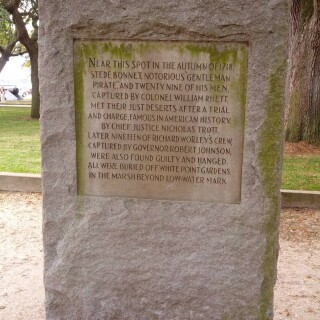 NEAR THIS SPOT IN THE AUTUMN OF 1718,
STEDE BONNET, NOTORIOUS GENTLEMAN
PIRATE, AND TWENTY NINE OF HIS MEN,
CAPTURED BY COLONEL WILLIAM RHETT,
MET THEIR JUST DESERTS AFTER A TRIAL
AND CHARGE, FAMOUS IN AMERICAN HISTORY,
BY CHIEF JUSTICE NICHOLAS TROTT.
LATER NINETEEN OF RICHARD WORLEY'S CREW,
CAPTURED BY GOVERNOR ROBERT JOHNSON,
WERE ALSO FOUND GUILTY AND HANGED.
ALL WERE BURIED OFF WHITE POINT GARDENS,
IN THE MARSH BEYOND LOW-WATER MARK.